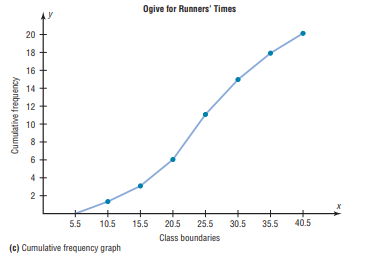 Ogive for Runners' Times
y
20
18
16
14
12
10
8
6
4
2
Cumulative frequency
x
5.5 10.5 15.5 20.5 25.5 30.5 35.5 40.5
Class boundaries
(c) Cumulative frequency graph